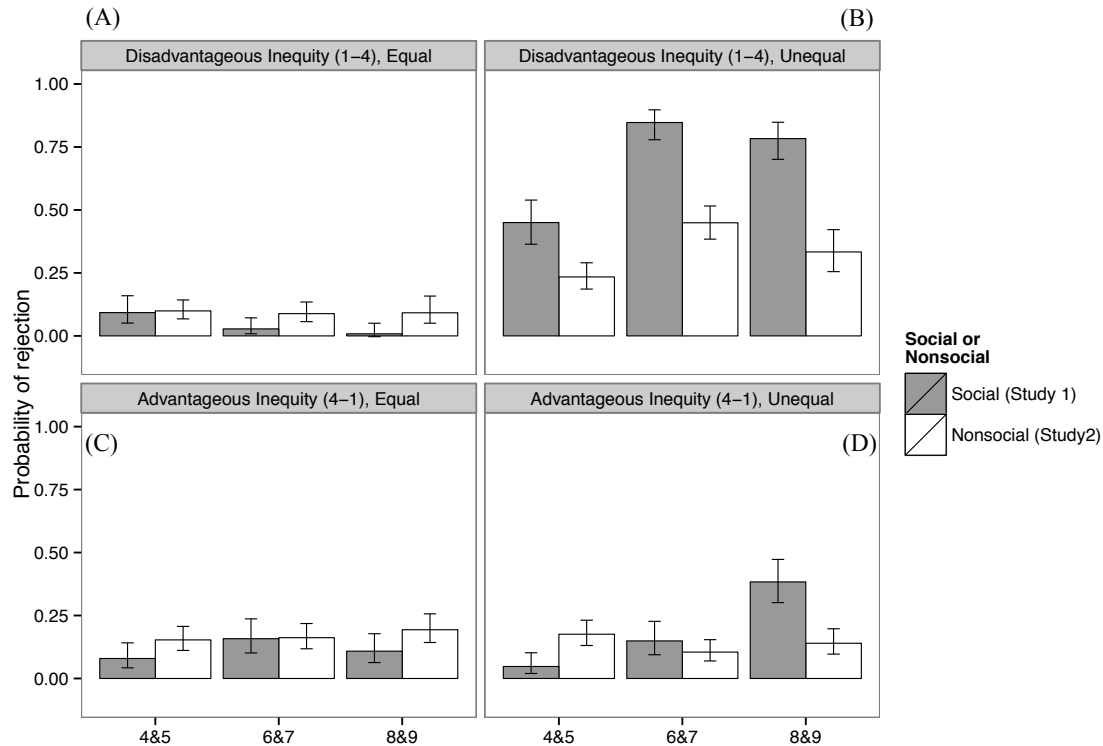 (A)
(B)
Disadvantageous Inequity (1−4), Equal
Disadvantageous Inequity (1−4), Unequal
1.00
0.75
0.50
0.25
0.00
Advantageous Inequity (4−1), Equal
Advantageous Inequity (4−1), Unequal
(C)
(D)
1.00
0.75
0.50
0.25
0.00
Probability of rejection
4&5
6&7
8&9
4&5
6&7
8&9
Social or
Nonsocial
Social (Study 1)
Nonsocial (Study2)